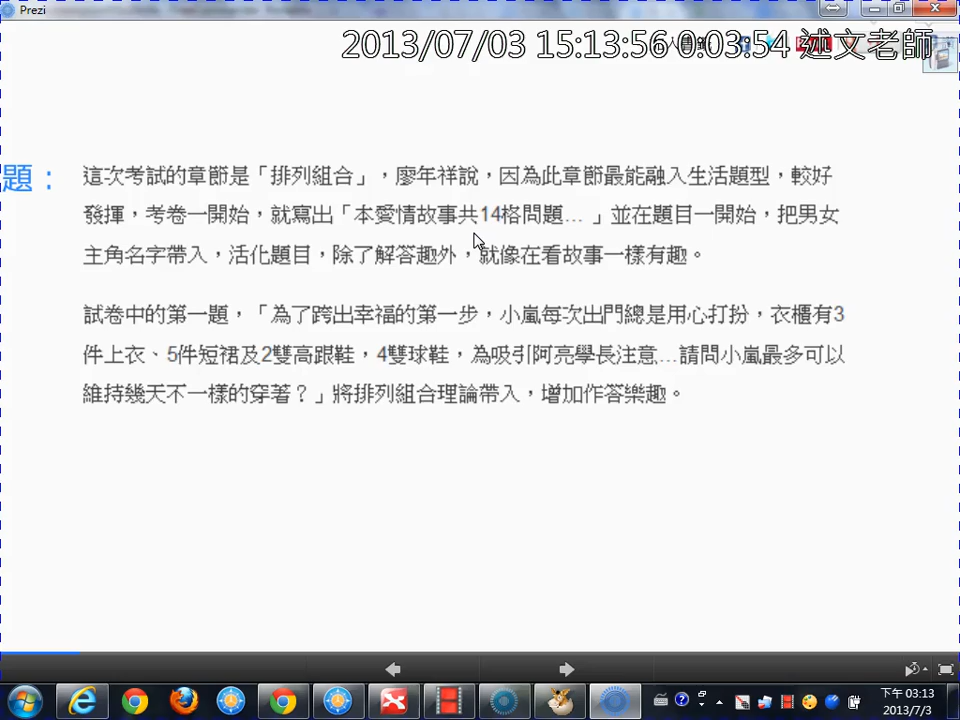 Prezi
2013/07/03 15:13:56 0:03:54 述文老師
題：
這次考試的章節是「排列組合」，廖年祥說，因為此章節最能融入生活題型，較好
發揮，考卷一開始，就寫出「本愛情故事共14格問題... 」並在題目一開始，把男女
主角名字帶入，活化題目，除了解答趣外，就像在看故事一樣有趣。
試卷中的第一題，「為了跨出幸福的第一步，小嵐每次出門總是用心打扮，衣櫃有3
件上衣、5件短裙及2雙高跟鞋，4雙球鞋，為吸引阿亮學長注意...請問小嵐最多可以
維持幾天不一樣的穿著？」將排列組合理論帶入，增加作答樂趣。
下午 03:13
2013/7/3